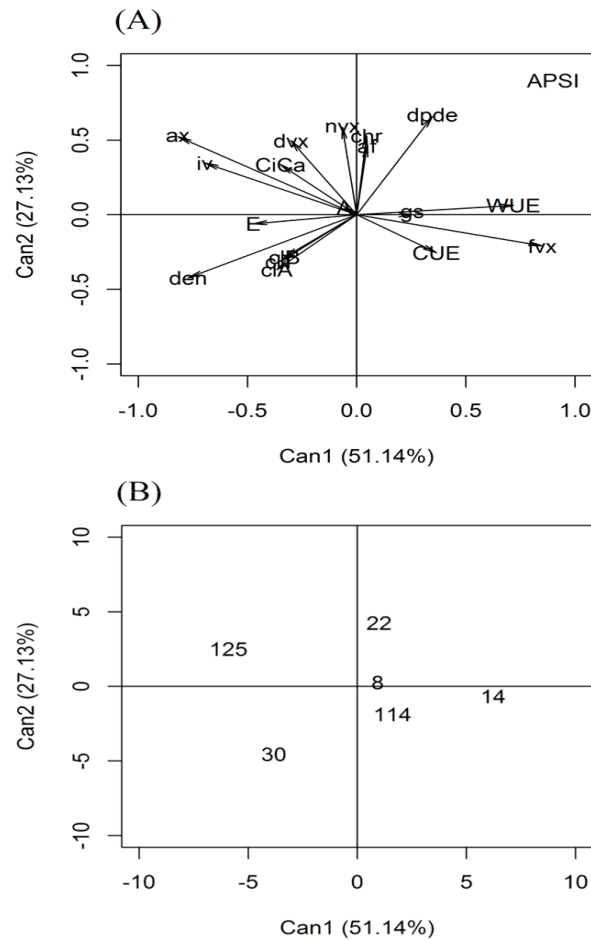 (A)
Can2 (27.13%)
1.0
0.5
0.0
-0.5
-1.0
APSI
ax
iv
dvx
CiCa
nvx
chr
af
dpde
A
gs
WUE
E
CUE
fvx
den
clB
clA
-1.0 -0.5 0.0 0.5 1.0
Can1 (51.14%)
(B)
Can2 (27.13%)
10
5
0
-5
-10
22
125
8
14
114
30
-10 -5 0 5 10
Can1 (51.14%)